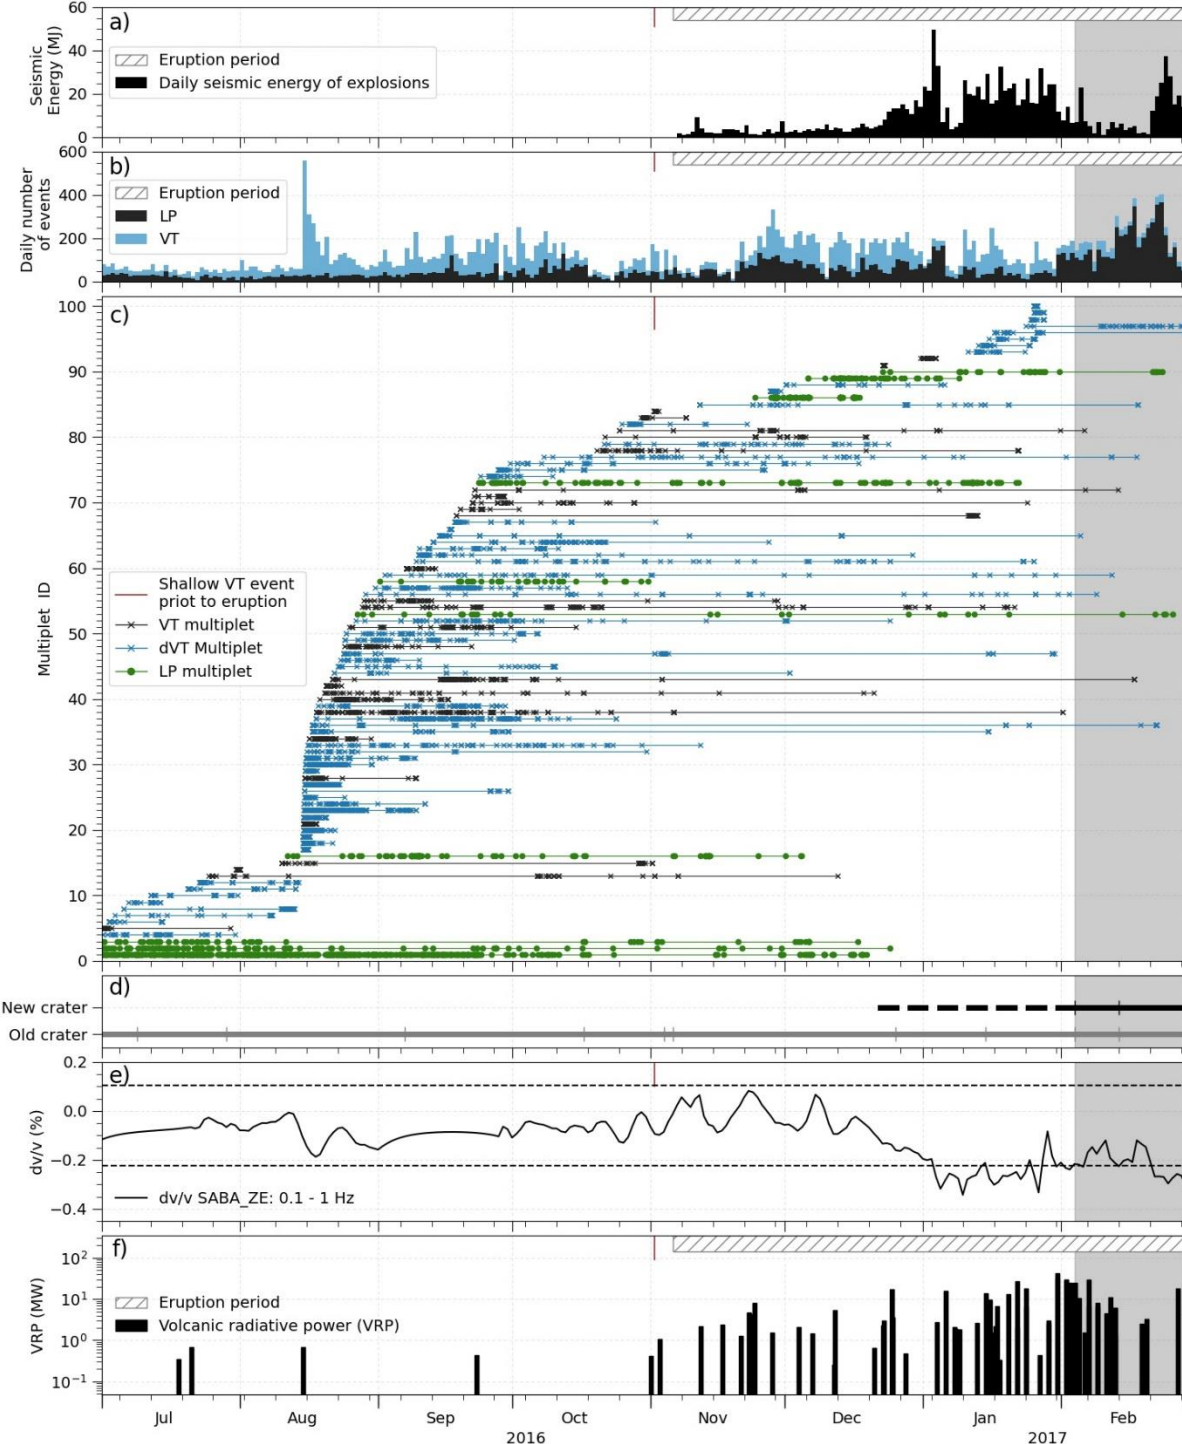 a)
Seismic
Energy (MJ)
60
40
20
0
Eruption period
Daily seismic energy of explosions
b)
Daily number
of events
600
400
200
0
Eruption period
LP
VT
c)
Multiplet ID
100
90
80
70
60
50
40
30
20
10
0
Shallow VT event
priot to eruption
VT multiplet
dVT Multiplet
LP multiplet
d)
New crater
Old crater
e)
dv/v (%)
0.2
0.0
−0.2
−0.4
dv/v SABA_ZE: 0.1 - 1 Hz
f)
VRP (MW)
10²
10¹
10⁰
10⁻¹
Eruption period
Volcanic radiative power (VRP)
Jul Aug Sep Oct Nov Dec Jan Feb
2016 2017